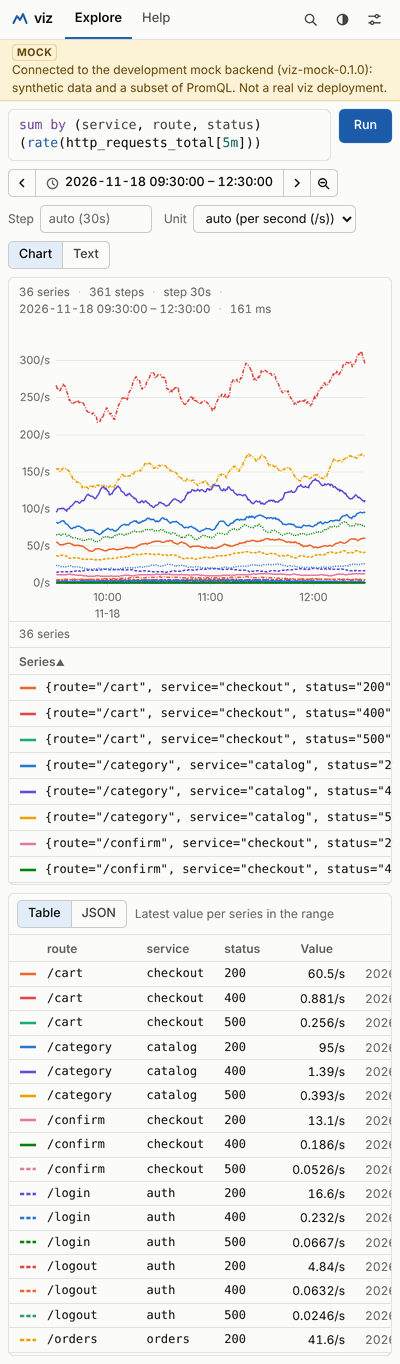 viz Explore Help
MOCK
Connected to the development mock backend (viz-mock-0.1.0):
synthetic data and a subset of PromQL. Not a real viz deployment.
sum by (service, route, status)
(rate(http_requests_total[5m]))
Run
2026-11-18 09:30:00 – 12:30:00
Step auto (30s) Unit auto (per second (/s))
Chart Text
36 series · 361 steps · step 30s ·
2026-11-18 09:30:00 – 12:30:00 · 161 ms
300/s
250/s
200/s
150/s
100/s
50/s
0/s
10:00 11:00 12:00
11-18
36 series
Series▲
{route="/cart", service="checkout", status="200"
{route="/cart", service="checkout", status="400"
{route="/cart", service="checkout", status="500"
{route="/category", service="catalog", status="2
{route="/category", service="catalog", status="4
{route="/category", service="catalog", status="5
{route="/confirm", service="checkout", status="2
{route="/confirm", service="checkout", status="4
Table JSON Latest value per series in the range
route service status Value
/cart checkout 200 60.5/s 2026
/cart checkout 400 0.881/s 2026
/cart checkout 500 0.256/s 2026
/category catalog 200 95/s 2026
/category catalog 400 1.39/s 2026
/category catalog 500 0.393/s 2026
/confirm checkout 200 13.1/s 2026
/confirm checkout 400 0.186/s 2026
/confirm checkout 500 0.0526/s 2026
/login auth 200 16.6/s 2026
/login auth 400 0.232/s 2026
/login auth 500 0.0667/s 2026
/logout auth 200 4.84/s 2026
/logout auth 400 0.0632/s 2026
/logout auth 500 0.0246/s 2026
/orders orders 200 41.6/s 2026